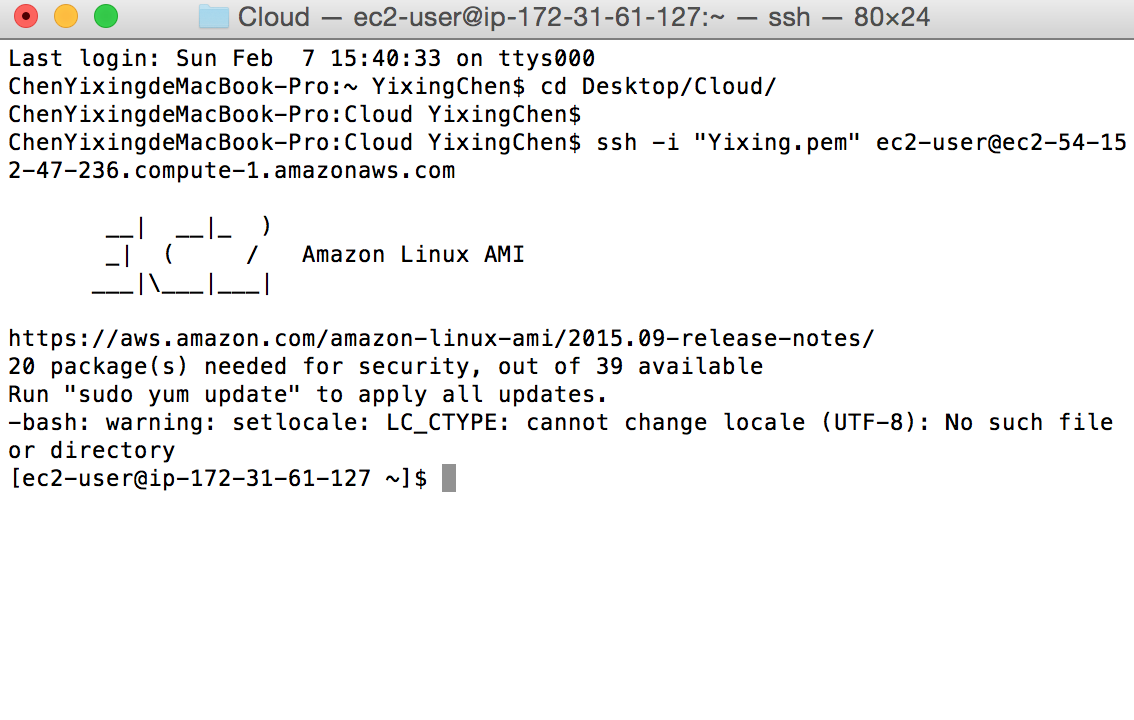 Cloud — ec2-user@ip-172-31-61-127:~ — ssh — 80×24
Last login: Sun Feb  7 15:40:33 on ttys000
ChenYixingdeMacBook-Pro:~ YixingChen$ cd Desktop/Cloud/
ChenYixingdeMacBook-Pro:Cloud YixingChen$
ChenYixingdeMacBook-Pro:Cloud YixingChen$ ssh -i "Yixing.pem" ec2-user@ec2-54-15
2-47-236.compute-1.amazonaws.com
       __|  __|_  )
       _|  (     /   Amazon Linux AMI
      ___|\___|___|
https://aws.amazon.com/amazon-linux-ami/2015.09-release-notes/
20 package(s) needed for security, out of 39 available
Run "sudo yum update" to apply all updates.
-bash: warning: setlocale: LC_CTYPE: cannot change locale (UTF-8): No such file
or directory
[ec2-user@ip-172-31-61-127 ~]$